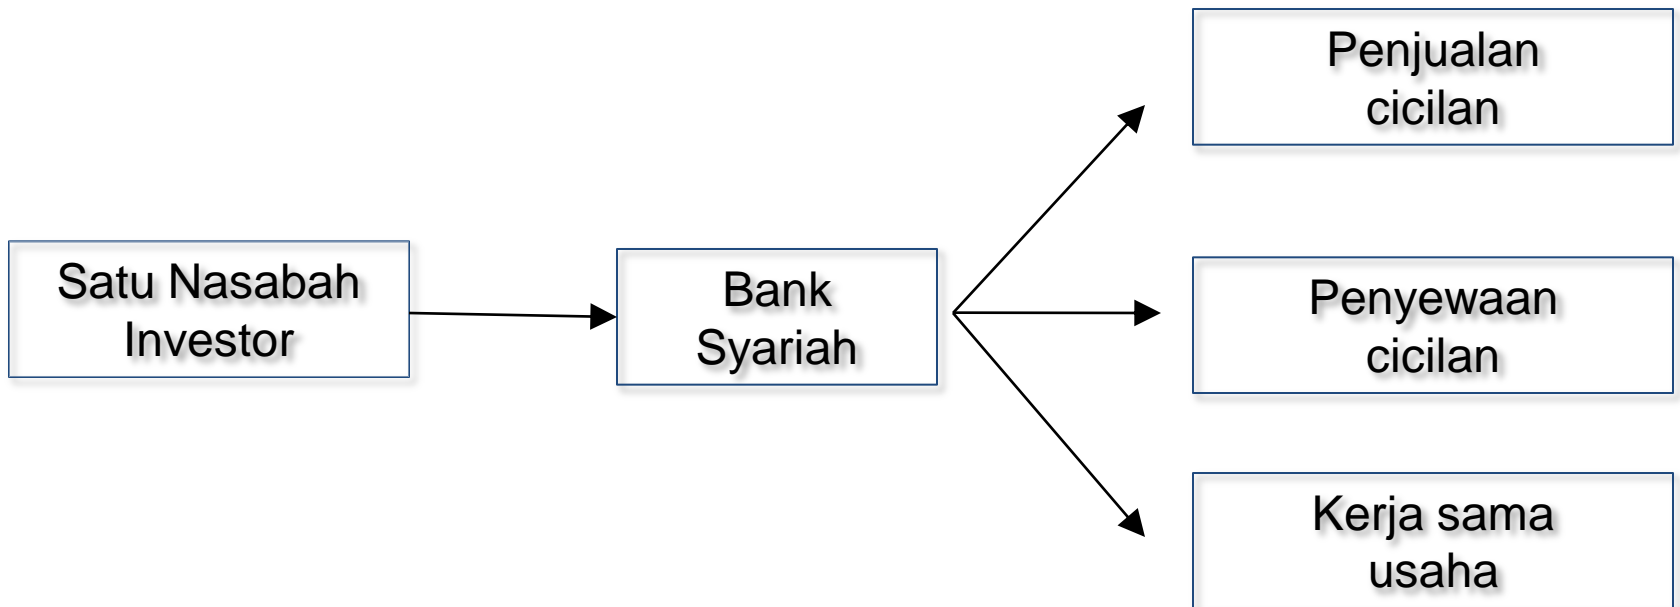 Satu Nasabah
Investor
Bank
Syariah
Penjualan
cicilan
Penyewaan
cicilan
Kerja sama
usaha